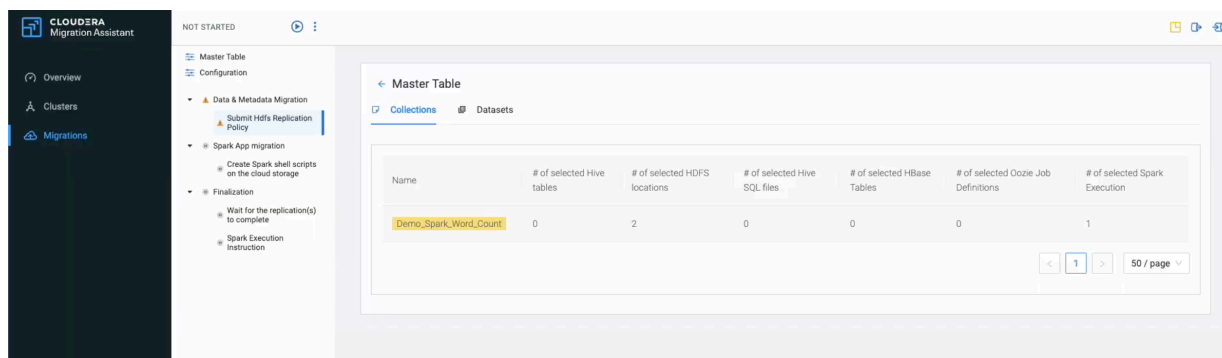 CLOUDERA
Migration Assistant
Overview
Clusters
Migrations
NOT STARTED
Master Table
Configuration
Data & Metadata Migration
Submit Hdfs Replication
Policy
Spark App migration
Create Spark shell scripts
on the cloud storage
Finalization
Wait for the replication(s)
to complete
Spark Execution
Instruction
← Master Table
Collections Datasets
Name
# of selected Hive
tables
# of selected HDFS
locations
# of selected Hive
SQL files
# of selected HBase
Tables
# of selected Oozie Job
Definitions
# of selected Spark
Execution
Demo_Spark_Word_Count 0 2 0 0 0 1
< 1 > 50 / page